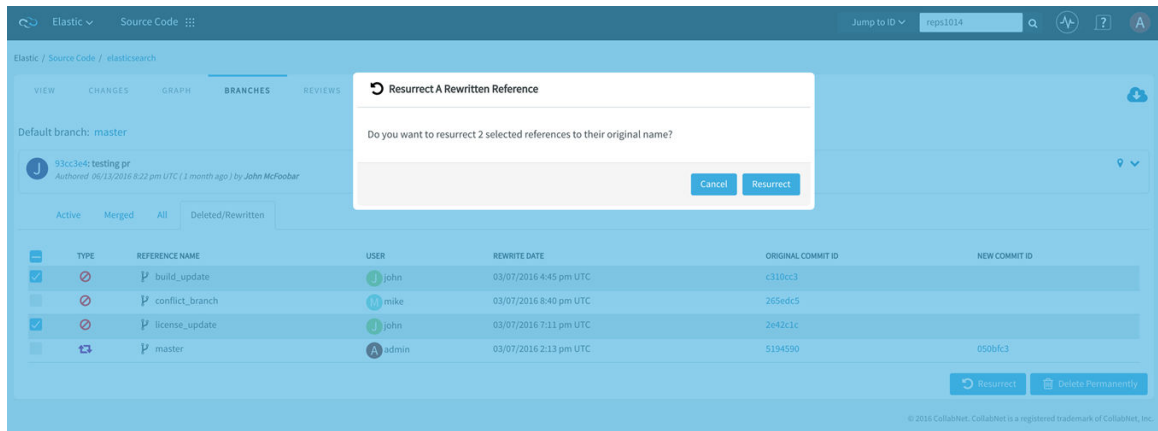 Elastic Source Code Jump to ID reps1014 ? A
Elastic / Source Code / elasticsearch
VIEW CHANGES GRAPH BRANCHES REVIEWS
Resurrect A Rewritten Reference
Default branch: master
Do you want to resurrect 2 selected references to their original name?
J 93cc3e4: testing pr
Authored 06/13/2016 8:22 pm UTC ( 1 month ago ) by John McFoobar
Cancel Resurrect
Active Merged All Deleted/Rewritten
TYPE REFERENCE NAME USER REWRITE DATE ORIGINAL COMMIT ID NEW COMMIT ID
build_update J john 03/07/2016 4:45 pm UTC c310cc3
conflict_branch M mike 03/07/2016 8:40 pm UTC 265edc5
license_update J john 03/07/2016 7:11 pm UTC 2e42c1c
master A admin 03/07/2016 2:13 pm UTC 5194590 050bfc3
Resurrect Delete Permanently
© 2016 CollabNet. CollabNet is a registered trademark of CollabNet, Inc.